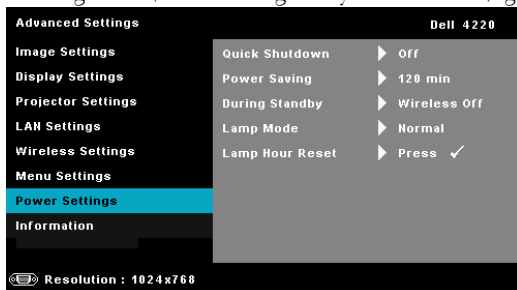 Advanced Settings Dell 4220
Image Settings Quick Shutdown Off
Display Settings Power Saving 120 min
Projector Settings During Standby Wireless Off
LAN Settings Lamp Mode Normal
Wireless Settings Lamp Hour Reset Press ✓
Menu Settings
Power Settings
Information
Resolution : 1024x768